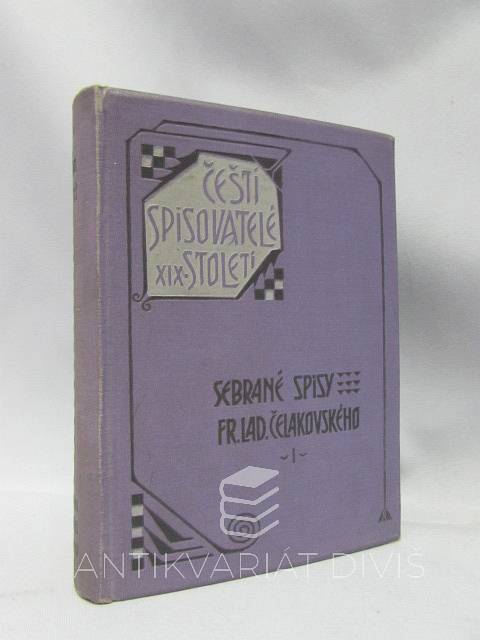 ČEŠTÍ
SPISOVATELÉ
XIX·STOLETÍ
SEBRANÉ SPISY
FR. LAD. ČELAKOVSKÉHO
I
ANTIKVARIÁT DIVIŠ